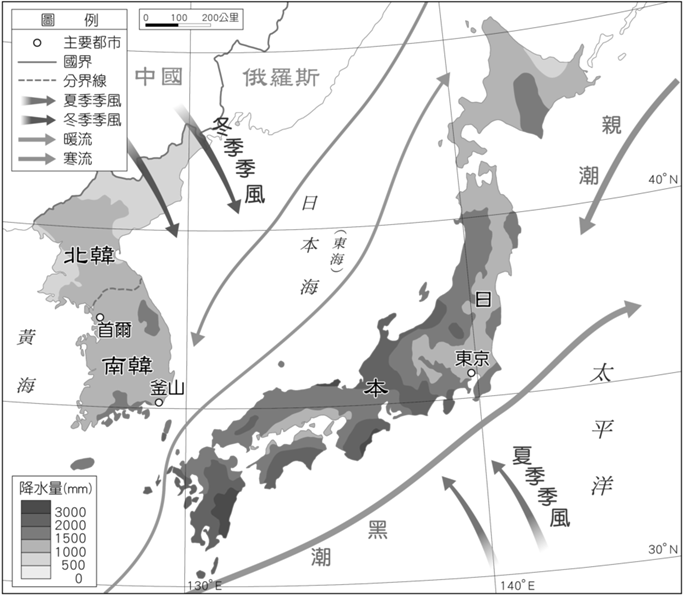 圖例
主要都市
國界
分界線
夏季季風
冬季季風
暖流
寒流
0 100 200公里
中國
俄羅斯
冬季季風
親潮
40°N
日本海
(東海)
北韓
首爾
南韓
釜山
黃海
日本
東京
太平洋
夏季季風
黑潮
降水量(mm)
3000
2000
1500
1000
500
0
30°N
130°E
140°E